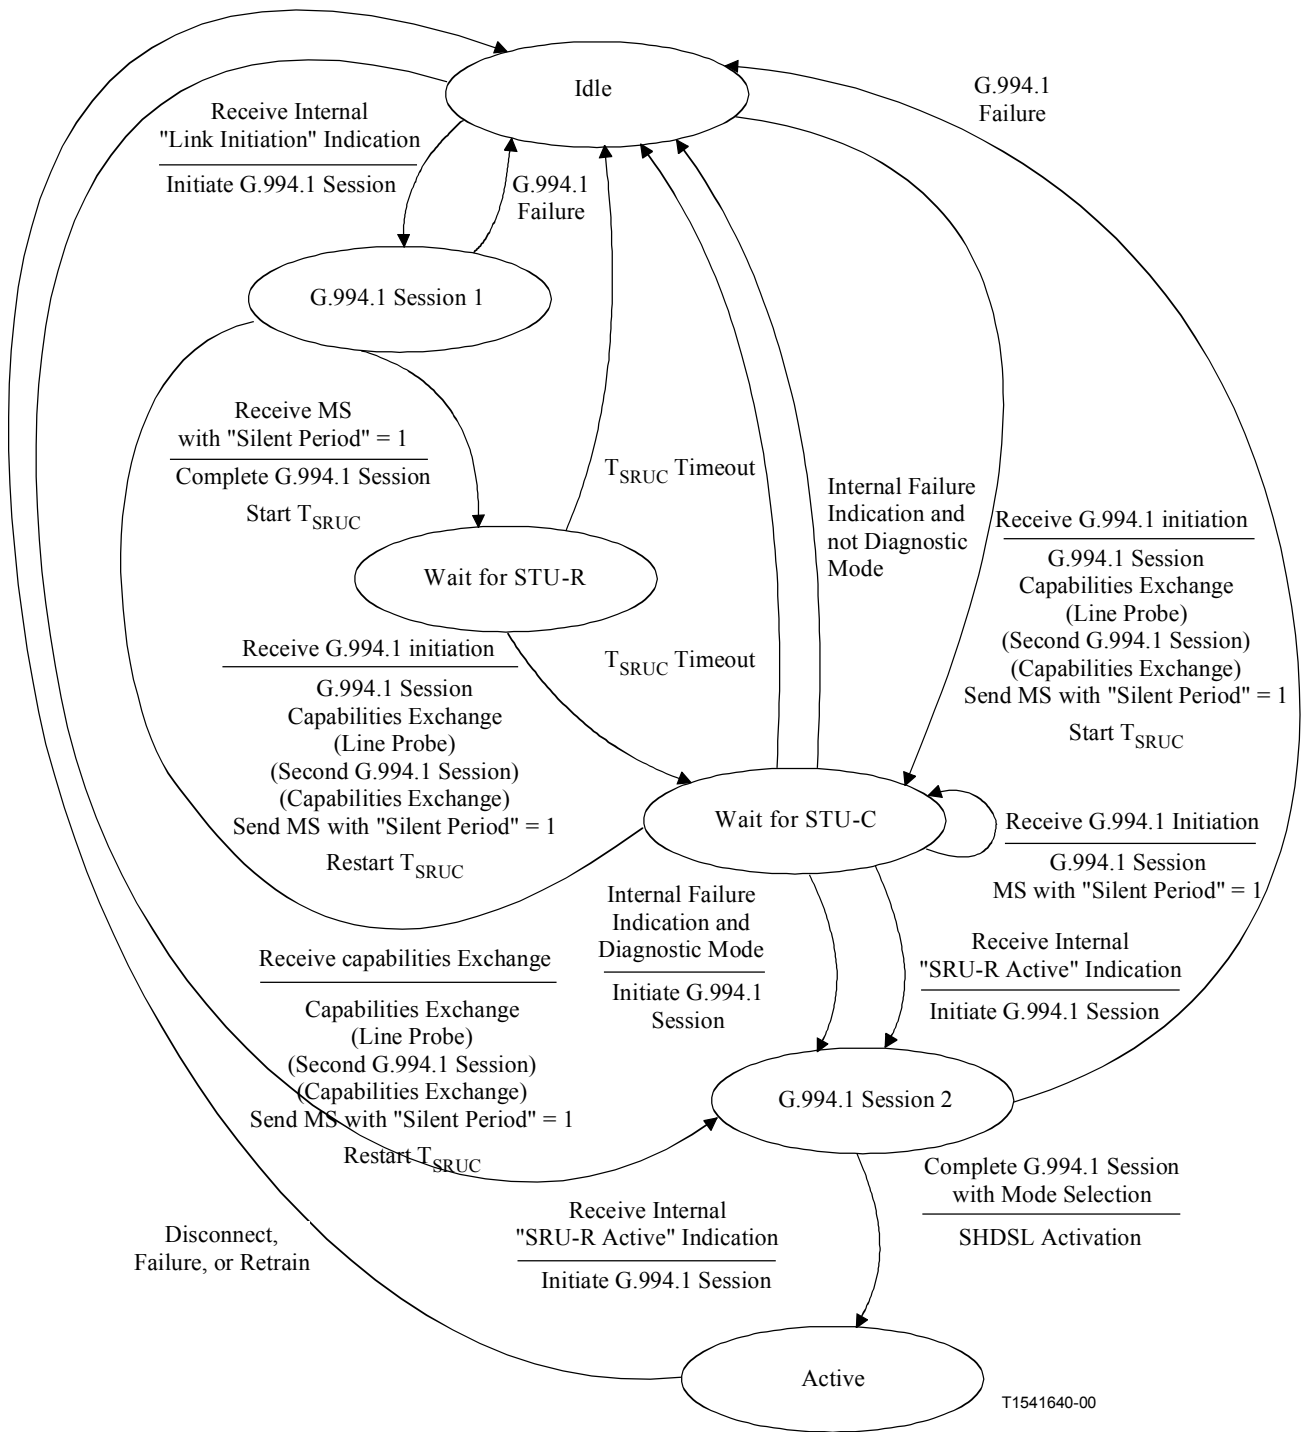 Idle
G.994.1
Failure
Receive Internal
"Link Initiation" Indication
Initiate G.994.1 Session
G.994.1
Failure
G.994.1 Session 1
Receive MS
with "Silent Period" = 1
Complete G.994.1 Session
Start TSRUC
TSRUC Timeout
Internal Failure
Indication and
not Diagnostic
Mode
Receive G.994.1 initiation
G.994.1 Session
Capabilities Exchange
(Line Probe)
(Second G.994.1 Session)
(Capabilities Exchange)
Send MS with "Silent Period" = 1
Start TSRUC
Wait for STU-R
Receive G.994.1 initiation
G.994.1 Session
Capabilities Exchange
(Line Probe)
(Second G.994.1 Session)
(Capabilities Exchange)
Send MS with "Silent Period" = 1
Restart TSRUC
TSRUC Timeout
Wait for STU-C
Receive G.994.1 Initiation
G.994.1 Session
MS with "Silent Period" = 1
Internal Failure
Indication and
Diagnostic Mode
Initiate G.994.1
Session
Receive Internal
"SRU-R Active" Indication
Initiate G.994.1 Session
Receive capabilities Exchange
Capabilities Exchange
(Line Probe)
(Second G.994.1 Session)
(Capabilities Exchange)
Send MS with "Silent Period" = 1
Restart TSRUC
G.994.1 Session 2
Complete G.994.1 Session
with Mode Selection
SHDSL Activation
Receive Internal
"SRU-R Active" Indication
Initiate G.994.1 Session
Disconnect,
Failure, or Retrain
Active
T1541640-00